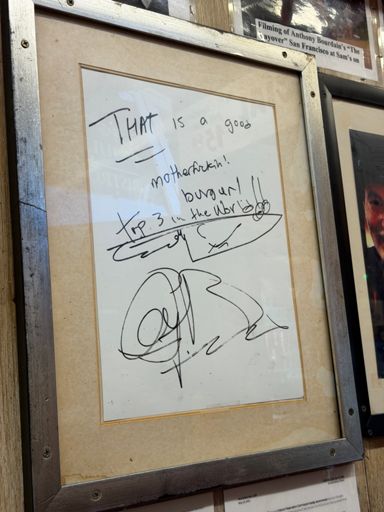 Filming of Anthony Bourdain's "The
Layover" San Francisco at Sam's on
THAT is a good
motherfuckin'!
burger!
Top 3 in the World!!